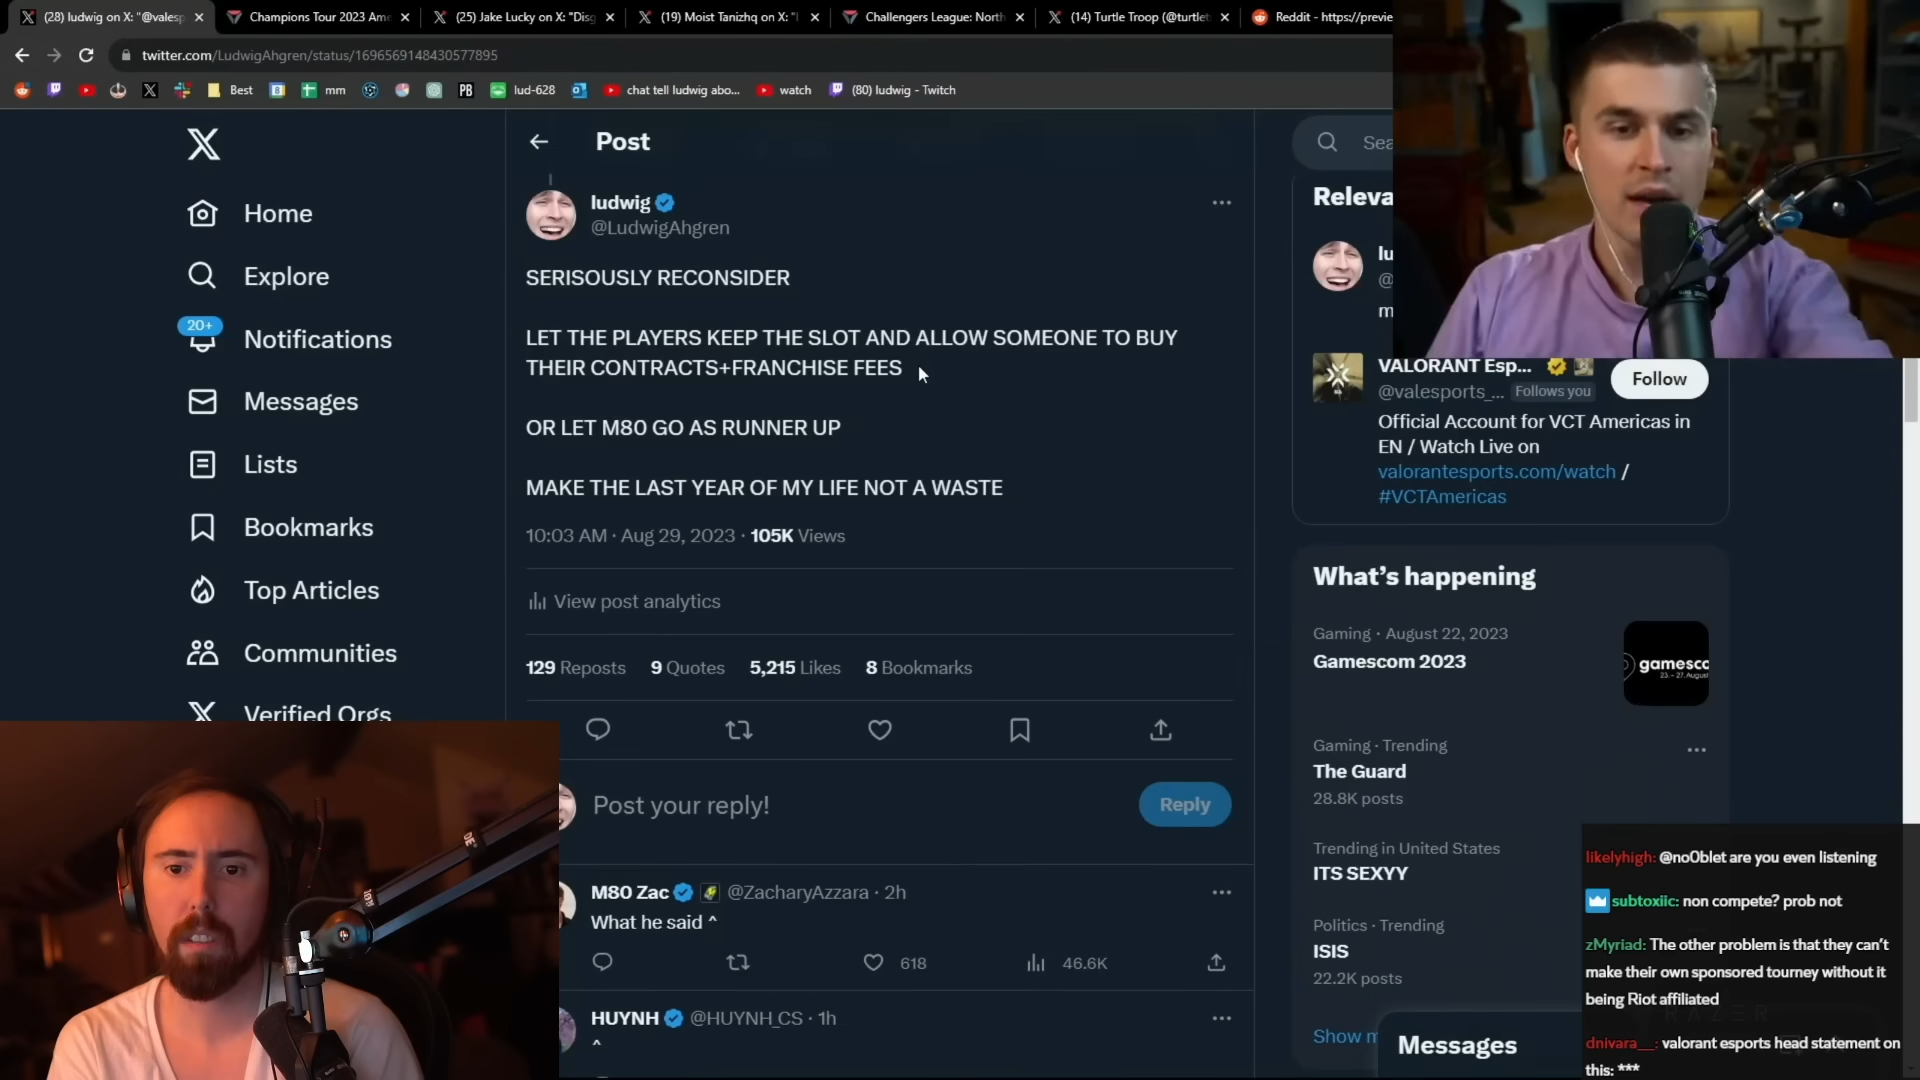 (28) ludwig on X: "@valesp
Champions Tour 2023 Ame
(25) Jake Lucky on X: "Disg
(19) Moist Tanizhq on X: "
Challengers League: North
(14) Turtle Troop (@turtlet
Reddit - https://previe
twitter.com/LudwigAhgren/status/1696569148430577895
Best
mm
PB
lud-628
chat tell ludwig abo...
watch
(80) ludwig - Twitch
Home
Explore
20+
Notifications
Messages
Lists
Bookmarks
Top Articles
Communities
Verified Orgs
Post
ludwig
@LudwigAhgren
SERISOUSLY RECONSIDER
LET THE PLAYERS KEEP THE SLOT AND ALLOW SOMEONE TO BUY
THEIR CONTRACTS+FRANCHISE FEES
OR LET M80 GO AS RUNNER UP
MAKE THE LAST YEAR OF MY LIFE NOT A WASTE
10:03 AM · Aug 29, 2023 · 105K Views
View post analytics
129 Reposts 9 Quotes 5,215 Likes 8 Bookmarks
Post your reply!
Reply
M80 Zac @ZacharyAzzara · 2h
What he said ^
618
46.6K
HUYNH @HUYNH_CS · 1h
^
Sea
Releva
lu
@
m
VALORANT Esp...
@valesports_... Follows you
Follow
Official Account for VCT Americas in
EN / Watch Live on
valorantesports.com/watch /
#VCTAmericas
What's happening
Gaming · August 22, 2023
Gamescom 2023
gamesco
23. – 27. August
Gaming · Trending
The Guard
28.8K posts
Trending in United States
ITS SEXYY
Politics · Trending
ISIS
22.2K posts
Show m
Messages
likelyhigh: @no0blet are you even listening
subtoxiic: non compete? prob not
zMyriad: The other problem is that they can't
make their own sponsored tourney without it
being Riot affiliated
RAZER
dnivara__: valorant esports head statement on
this: ***